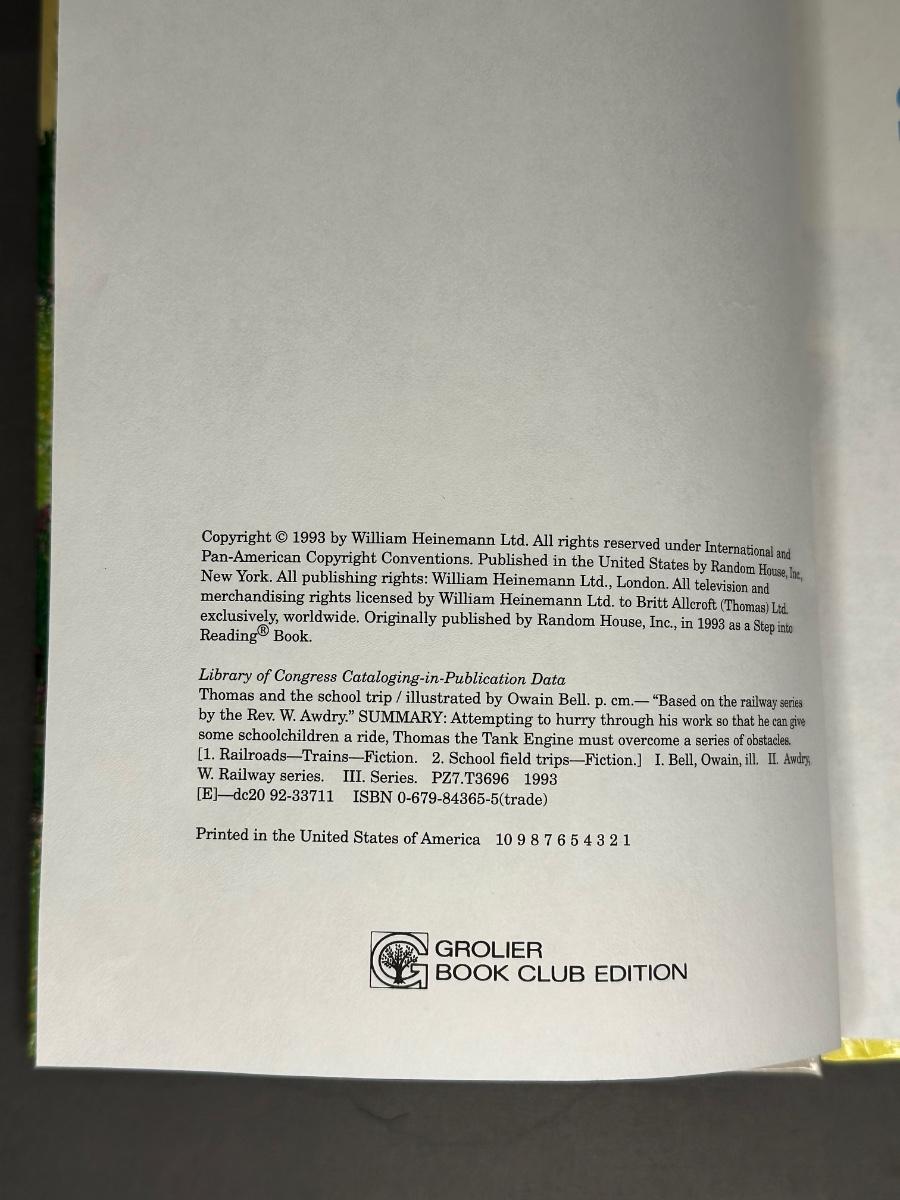 Copyright © 1993 by William Heinemann Ltd. All rights reserved under International and
Pan-American Copyright Conventions. Published in the United States by Random House, Inc.,
New York. All publishing rights: William Heinemann Ltd., London. All television and
merchandising rights licensed by William Heinemann Ltd. to Britt Allcroft (Thomas) Ltd.
exclusively, worldwide. Originally published by Random House, Inc., in 1993 as a Step into
Reading® Book.
Library of Congress Cataloging-in-Publication Data
Thomas and the school trip / illustrated by Owain Bell. p. cm.— “Based on the railway series
by the Rev. W. Awdry.” SUMMARY: Attempting to hurry through his work so that he can give
some schoolchildren a ride, Thomas the Tank Engine must overcome a series of obstacles.
[1. Railroads—Trains—Fiction. 2. School field trips—Fiction.] I. Bell, Owain, ill. II. Awdry,
W. Railway series. III. Series. PZ7.T3696 1993
[E]—dc20 92-33711 ISBN 0-679-84365-5(trade)
Printed in the United States of America 10 9 8 7 6 5 4 3 2 1
GROLIER
BOOK CLUB EDITION